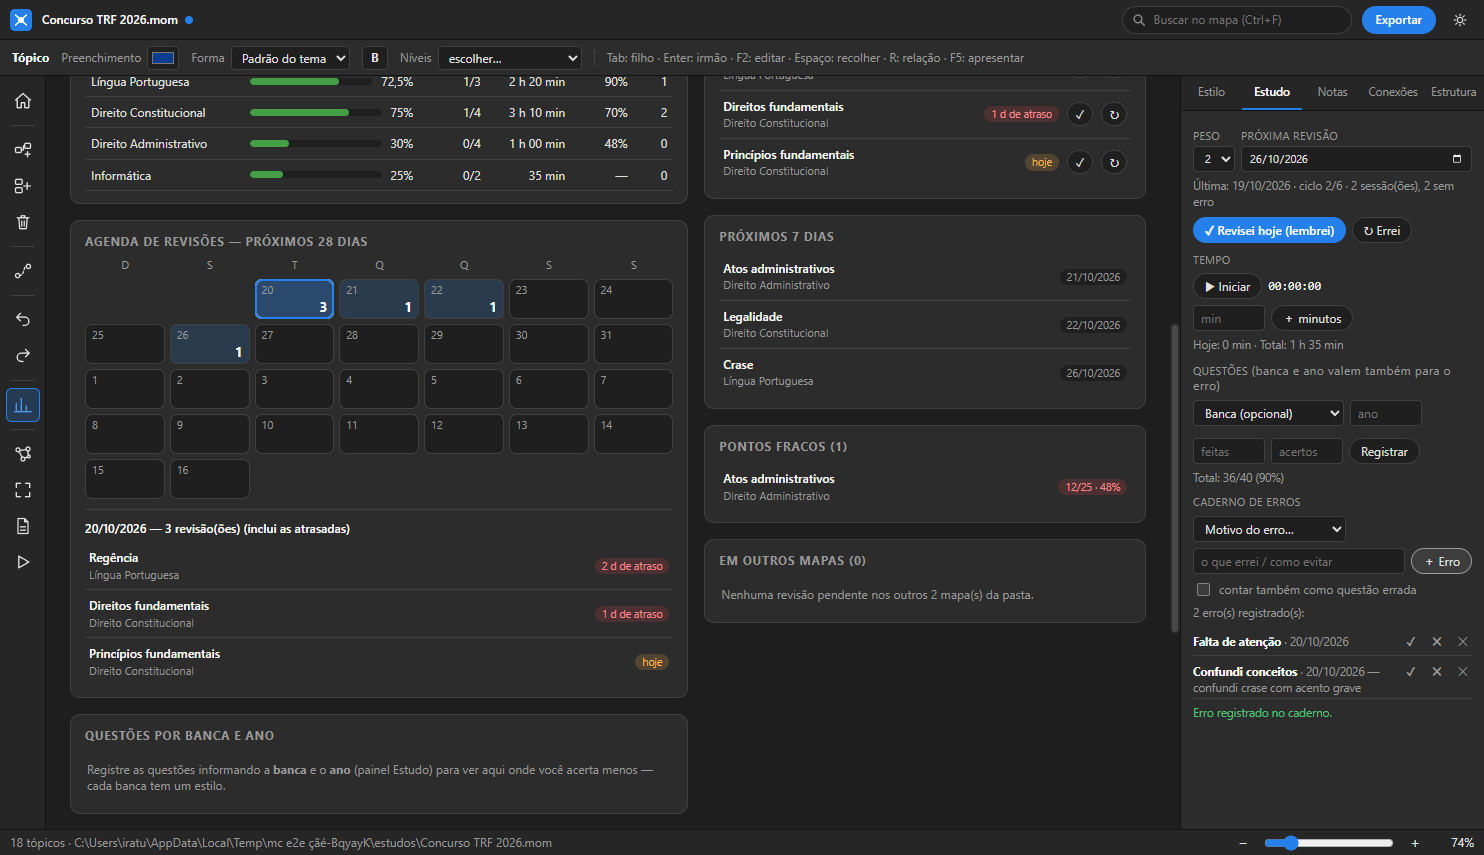 Concurso TRF 2026.mom
Buscar no mapa (Ctrl+F)
Exportar
Tópico Preenchimento Forma Padrão do tema B Níveis escolher... Tab: filho · Enter: irmão · F2: editar · Espaço: recolher · R: relação · F5: apresentar
Língua Portuguesa 72,5% 1/3 2 h 20 min 90% 1
Direito Constitucional 75% 1/4 3 h 10 min 70% 2
Direito Administrativo 30% 0/4 1 h 00 min 48% 0
Informática 25% 0/2 35 min — 0
AGENDA DE REVISÕES — PRÓXIMOS 28 DIAS
D S T Q Q S S
20 3 21 1 22 1 23 24
25 26 1 27 28 29 30 31
1 2 3 4 5 6 7
8 9 10 11 12 13 14
15 16
20/10/2026 — 3 revisão(ões) (inclui as atrasadas)
Regência
Língua Portuguesa
2 d de atraso
Direitos fundamentais
Direito Constitucional
1 d de atraso
Princípios fundamentais
Direito Constitucional
hoje
QUESTÕES POR BANCA E ANO
Registre as questões informando a banca e o ano (painel Estudo) para ver aqui onde você acerta menos —
cada banca tem um estilo.
Língua Portuguesa
Direitos fundamentais
Direito Constitucional
1 d de atraso ✓ ↻
Princípios fundamentais
Direito Constitucional
hoje ✓ ↻
PRÓXIMOS 7 DIAS
Atos administrativos
Direito Administrativo
21/10/2026
Legalidade
Direito Constitucional
22/10/2026
Crase
Língua Portuguesa
26/10/2026
PONTOS FRACOS (1)
Atos administrativos
Direito Administrativo
12/25 · 48%
EM OUTROS MAPAS (0)
Nenhuma revisão pendente nos outros 2 mapa(s) da pasta.
Estilo Estudo Notas Conexões Estrutura
PESO PRÓXIMA REVISÃO
2 26/10/2026
Última: 19/10/2026 · ciclo 2/6 · 2 sessão(ões), 2 sem
erro
✓ Revisei hoje (lembrei) ↻ Errei
TEMPO
▶ Iniciar 00:00:00
min + minutos
Hoje: 0 min · Total: 1 h 35 min
QUESTÕES (banca e ano valem também para o
erro)
Banca (opcional) ano
feitas acertos Registrar
Total: 36/40 (90%)
CADERNO DE ERROS
Motivo do erro...
o que errei / como evitar + Erro
contar também como questão errada
2 erro(s) registrado(s):
Falta de atenção · 20/10/2026 ✓ ✕ ✕
Confundi conceitos · 20/10/2026 — ✓ ✕ ✕
confundi crase com acento grave
Erro registrado no caderno.
18 tópicos · C:\Users\iratu\AppData\Local\Temp\mc e2e çãé-BqyayK\estudos\Concurso TRF 2026.mom
− + 74%